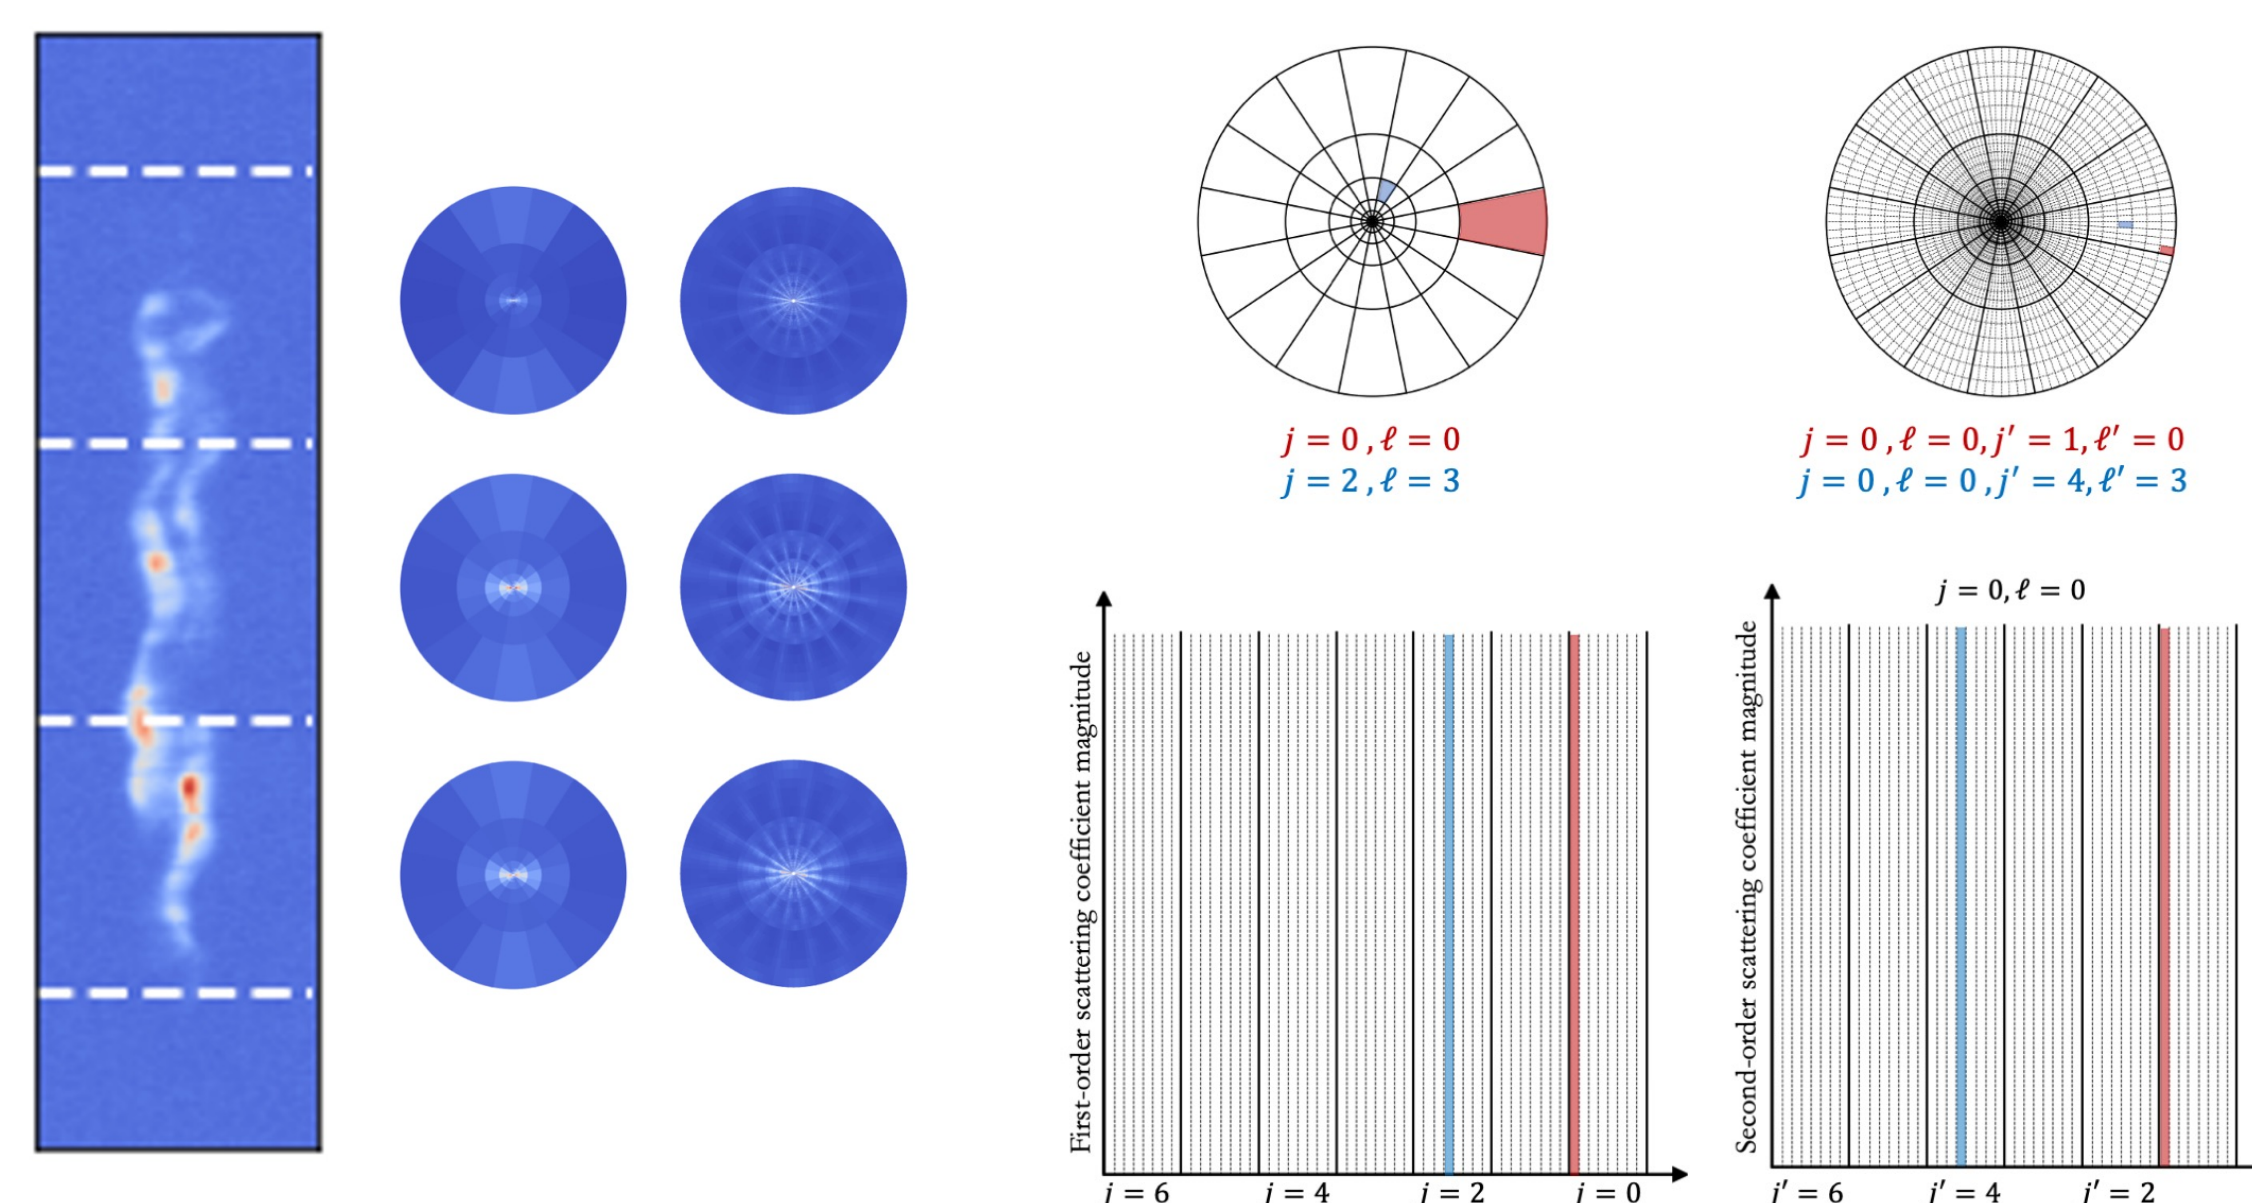 j = 0 , ℓ = 0
j = 2 , ℓ = 3
j = 0 , ℓ = 0, j′ = 1, ℓ′ = 0
j = 0 , ℓ = 0 , j′ = 4, ℓ′ = 3
First-order scattering coefficient magnitude
j = 6 j = 4 j = 2 j = 0
j = 0, ℓ = 0
Second-order scattering coefficient magnitude
j′ = 6 j′ = 4 j′ = 2